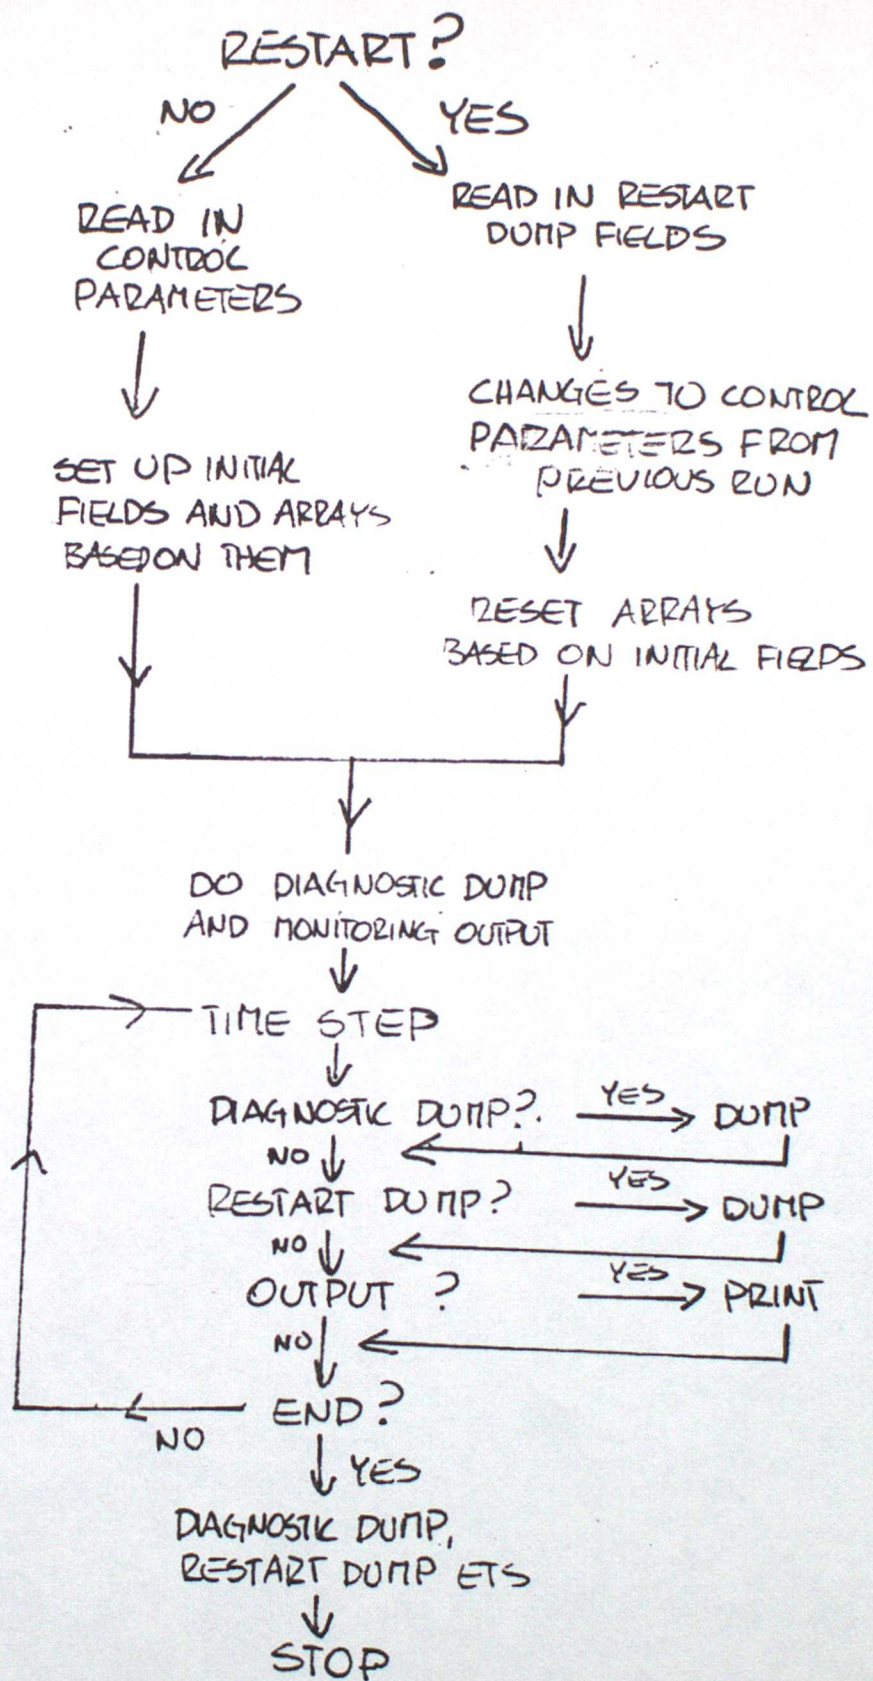 RESTART?
NO
YES
READ IN
CONTROL
PARAMETERS
READ IN RESTART
DUMP FIELDS
CHANGES TO CONTROL
PARAMETERS FROM
PREVIOUS RUN
SET UP INITIAL
FIELDS AND ARRAYS
BASED ON THEM
RESET ARRAYS
BASED ON INITIAL FIELDS
DO DIAGNOSTIC DUMP
AND MONITORING OUTPUT
TIME STEP
DIAGNOSTIC DUMP?
YES
DUMP
NO
RESTART DUMP?
YES
DUMP
NO
OUTPUT ?
YES
PRINT
NO
END?
NO
YES
DIAGNOSTIC DUMP,
RESTART DUMP ETS
STOP